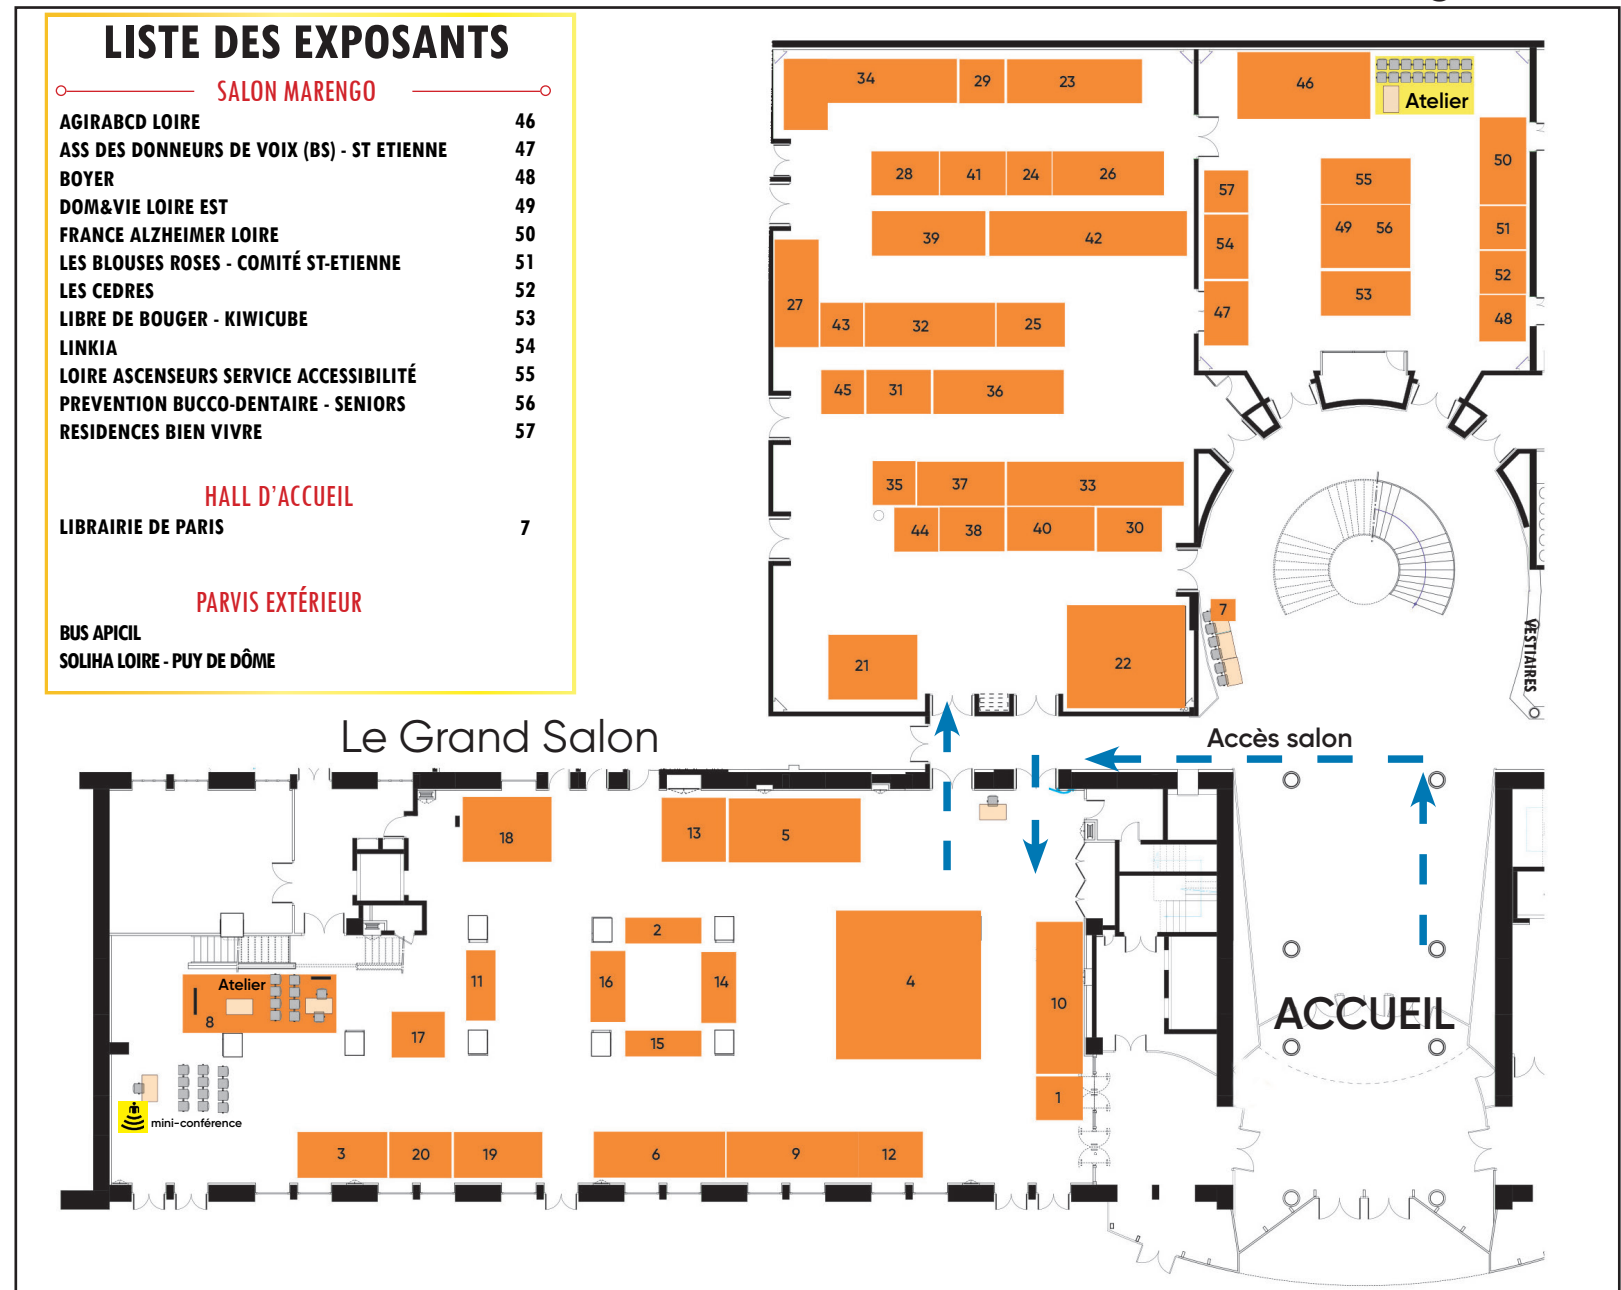 LISTE DES EXPOSANTS
SALON MARENGO
AGIRABCD LOIRE 46
ASS DES DONNEURS DE VOIX (BS) - ST ETIENNE 47
BOYER 48
DOM&VIE LOIRE EST 49
FRANCE ALZHEIMER LOIRE 50
LES BLOUSES ROSES - COMITÉ ST-ETIENNE 51
LES CEDRES 52
LIBRE DE BOUGER - KIWICUBE 53
LINKIA 54
LOIRE ASCENSEURS SERVICE ACCESSIBILITÉ 55
PREVENTION BUCCO-DENTAIRE - SENIORS 56
RESIDENCES BIEN VIVRE 57
HALL D'ACCUEIL
LIBRAIRIE DE PARIS 7
PARVIS EXTÉRIEUR
BUS APICIL
SOLIHA LOIRE - PUY DE DÔME
34 29 23
46
Atelier
28 41 24 26
57 55 50
39 42
54 49 56 51
27 43 32 25
47 53 52
48
45 31 36
35 37 33
44 38 40 30
7
21 22
VESTIAIRES
Le Grand Salon
Accès salon
18 13 5
2
11 16 14 4 10
Atelier
8
17 15
ACCUEIL
1
mini-conférence
3 20 19 6 9 12